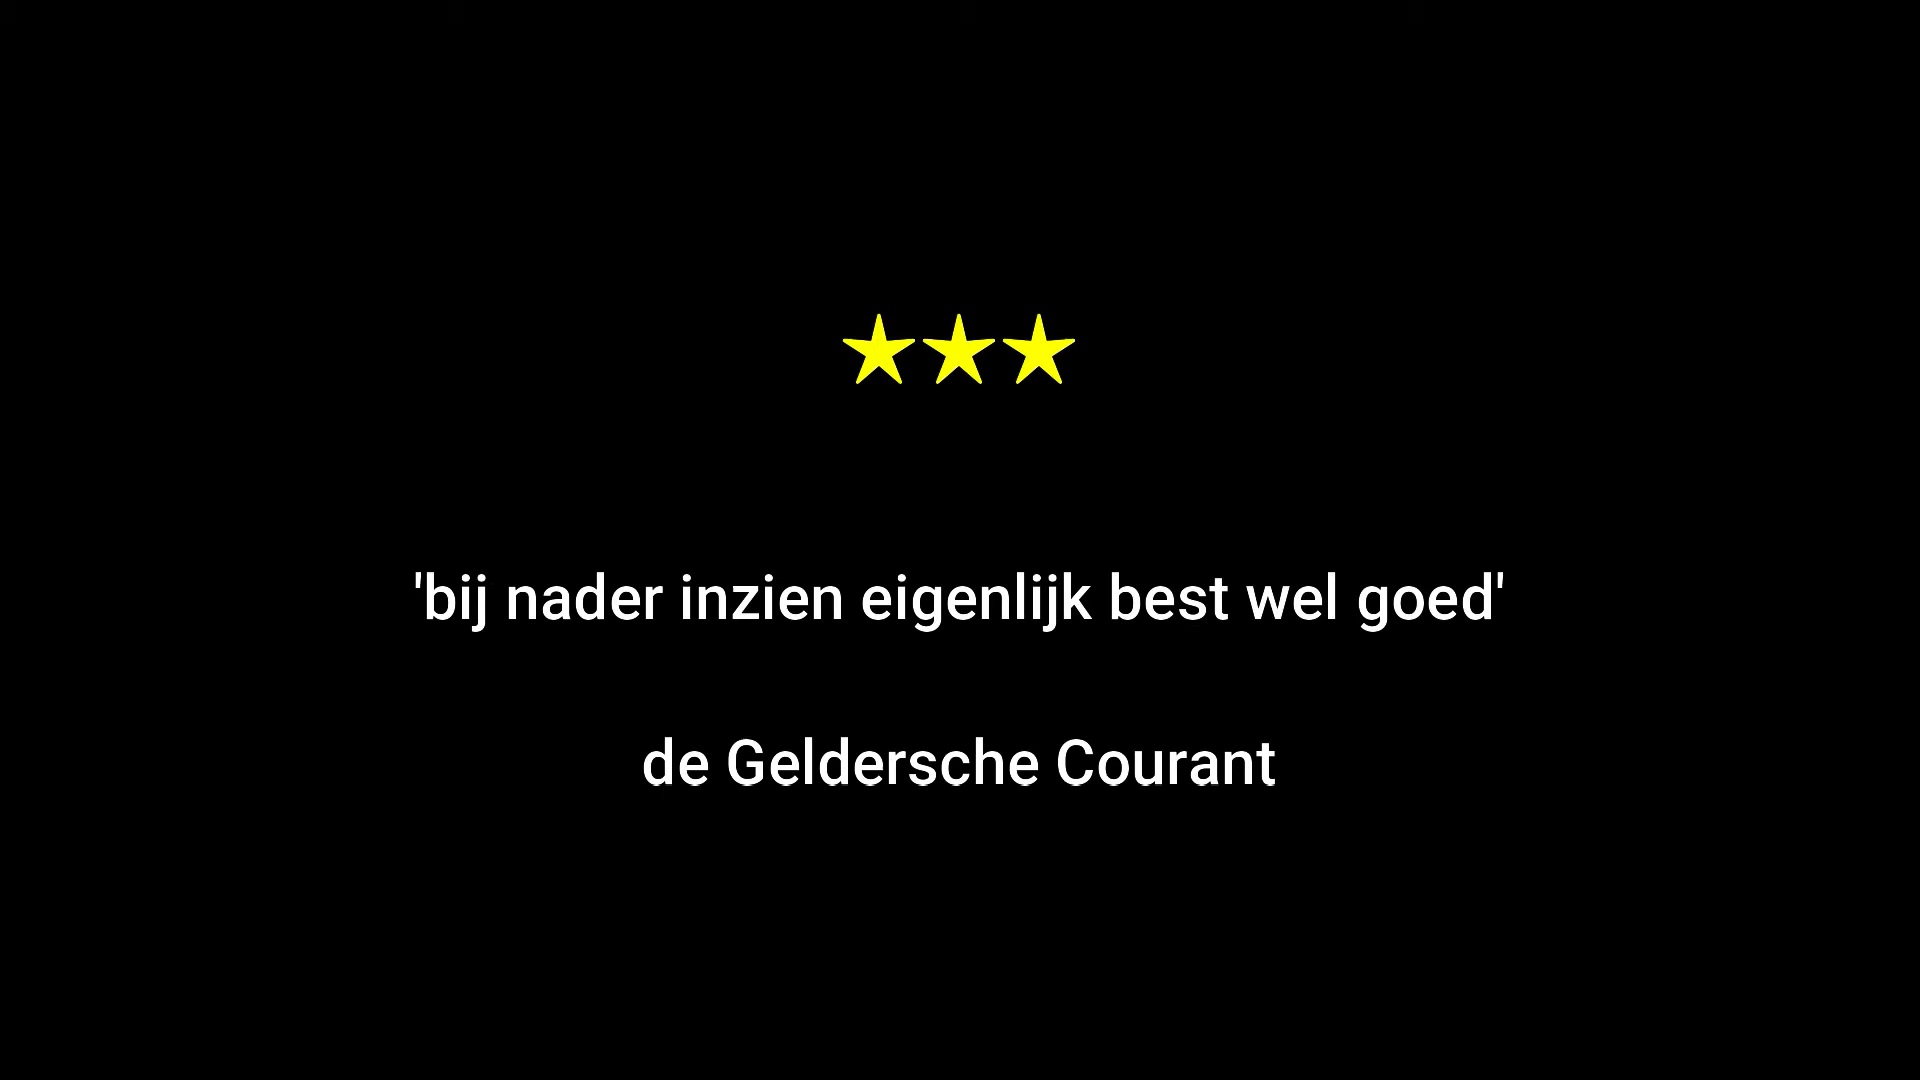 ★★★
'bij nader inzien eigenlijk best wel goed'
de Geldersche Courant